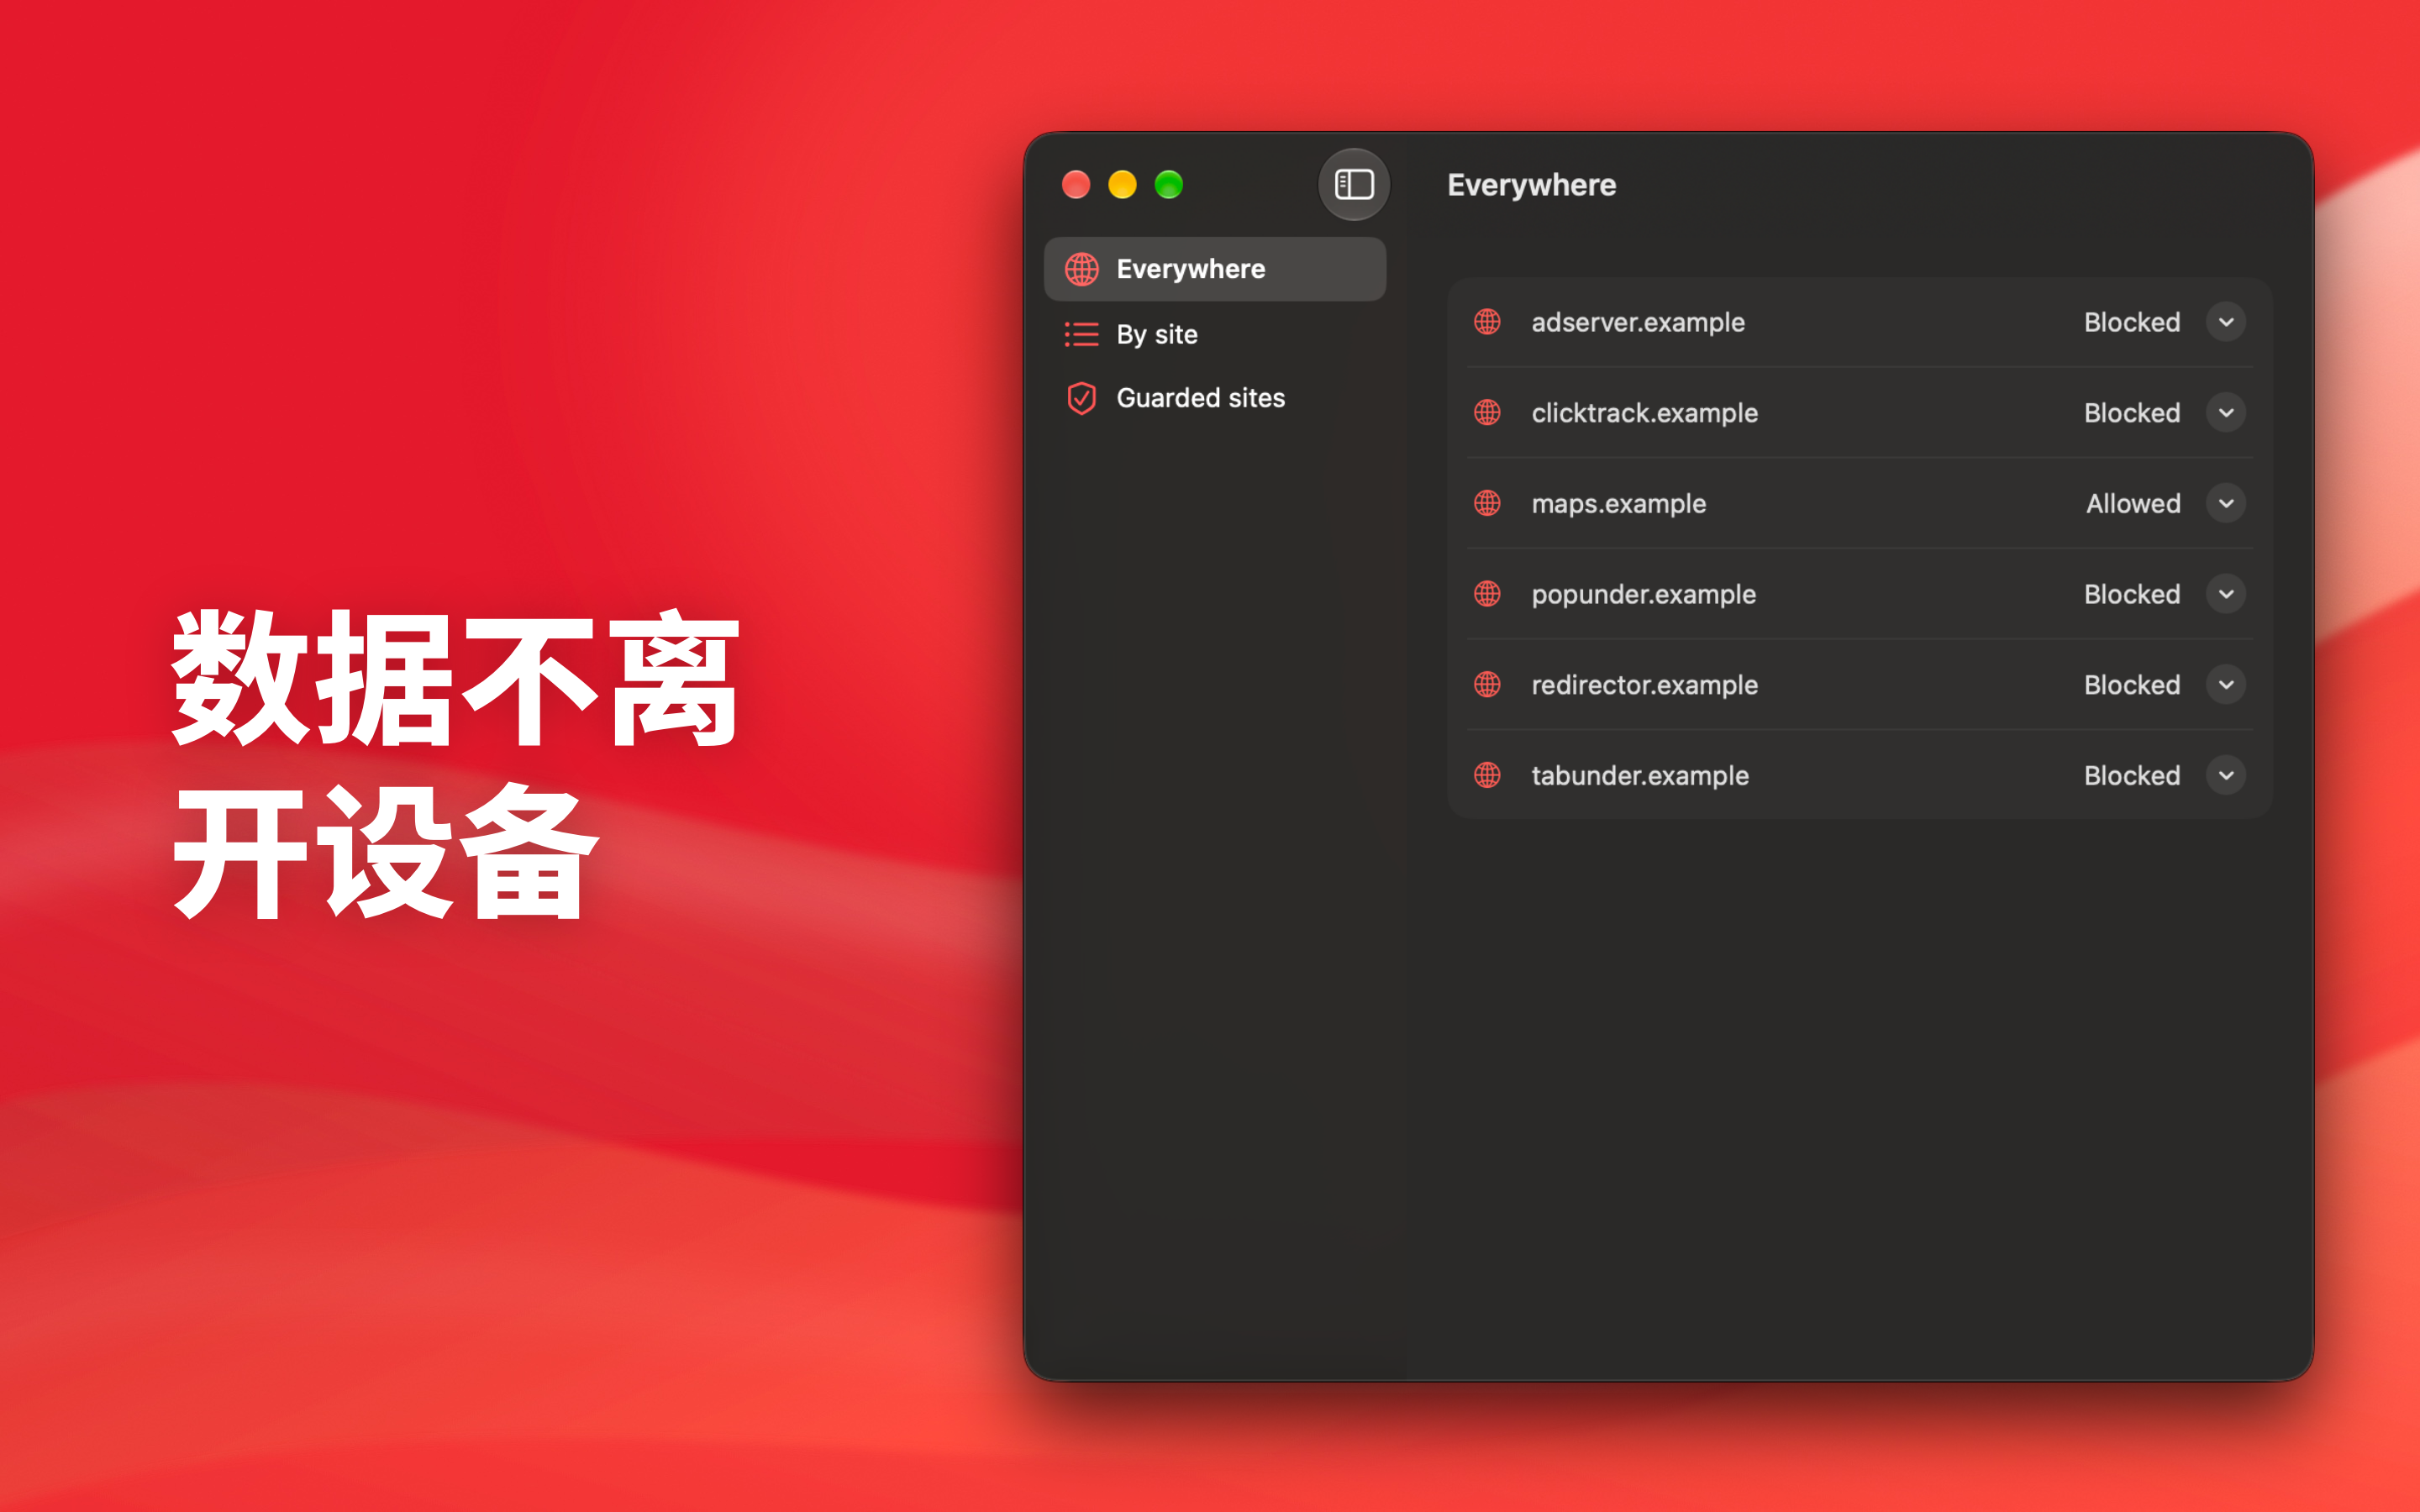 数据不离
开设备
Everywhere
By site
Guarded sites
Everywhere
adserver.example Blocked
clicktrack.example Blocked
maps.example Allowed
popunder.example Blocked
redirector.example Blocked
tabunder.example Blocked